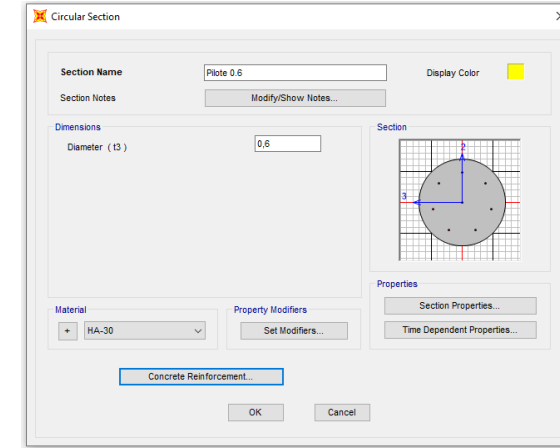 Circular Section
Section Name
Pilote 0.6
Display Color
Section Notes
Modify/Show Notes...
Dimensions
Diameter ( t3 )
0,6
Section
2
3
Properties
Section Properties...
Time Dependent Properties...
Material
+
HA-30
Property Modifiers
Set Modifiers...
Concrete Reinforcement...
OK
Cancel